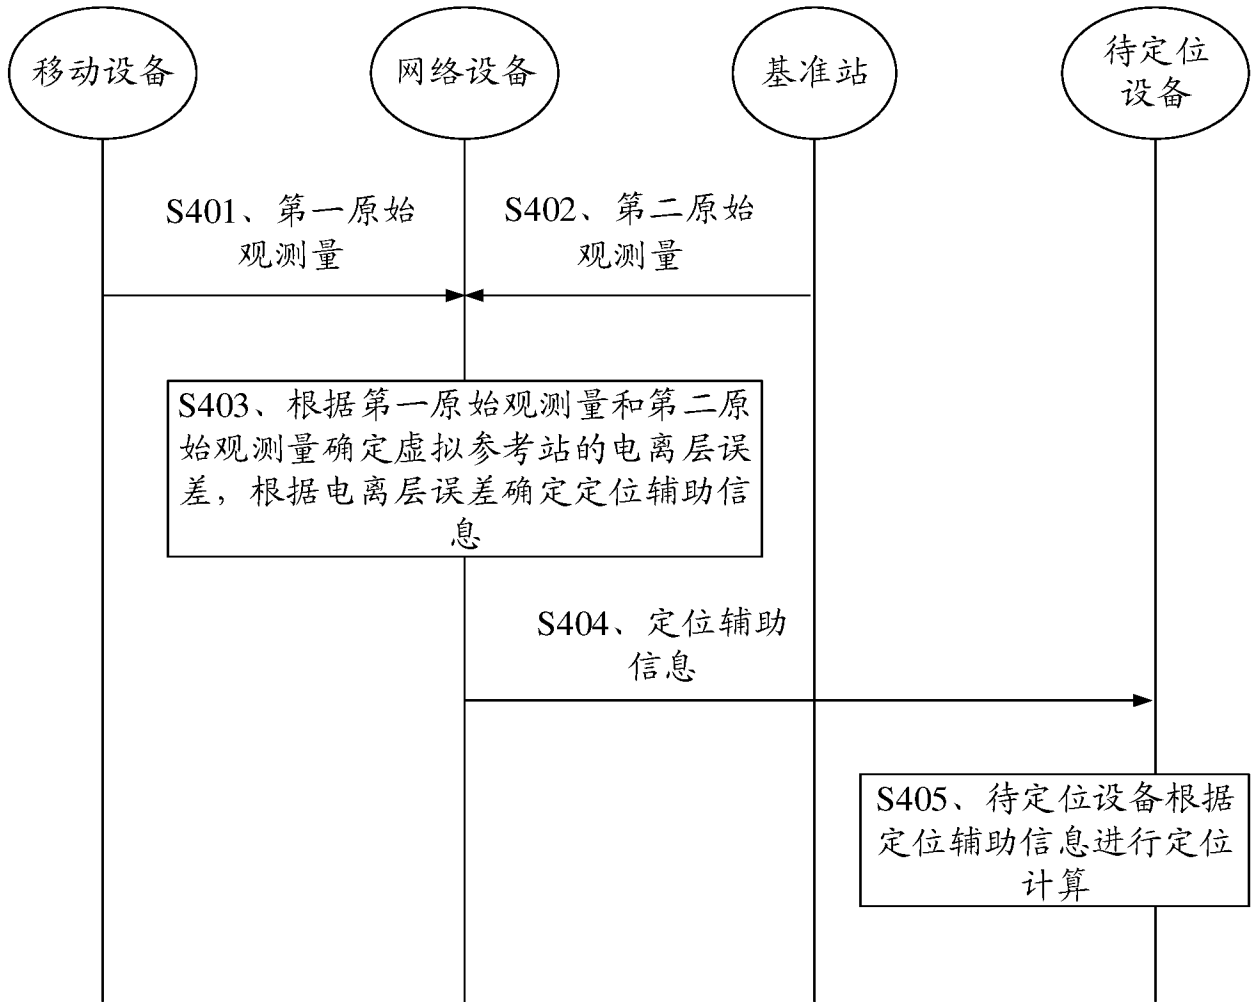 移动设备
网络设备
基准站
待定位
设备
S401、第一原始
观测量
S402、第二原始
观测量
S403、根据第一原始观测量和第二原
始观测量确定虚拟参考站的电离层误
差，根据电离层误差确定定位辅助信
息
S404、定位辅助
信息
S405、待定位设备根据
定位辅助信息进行定位
计算